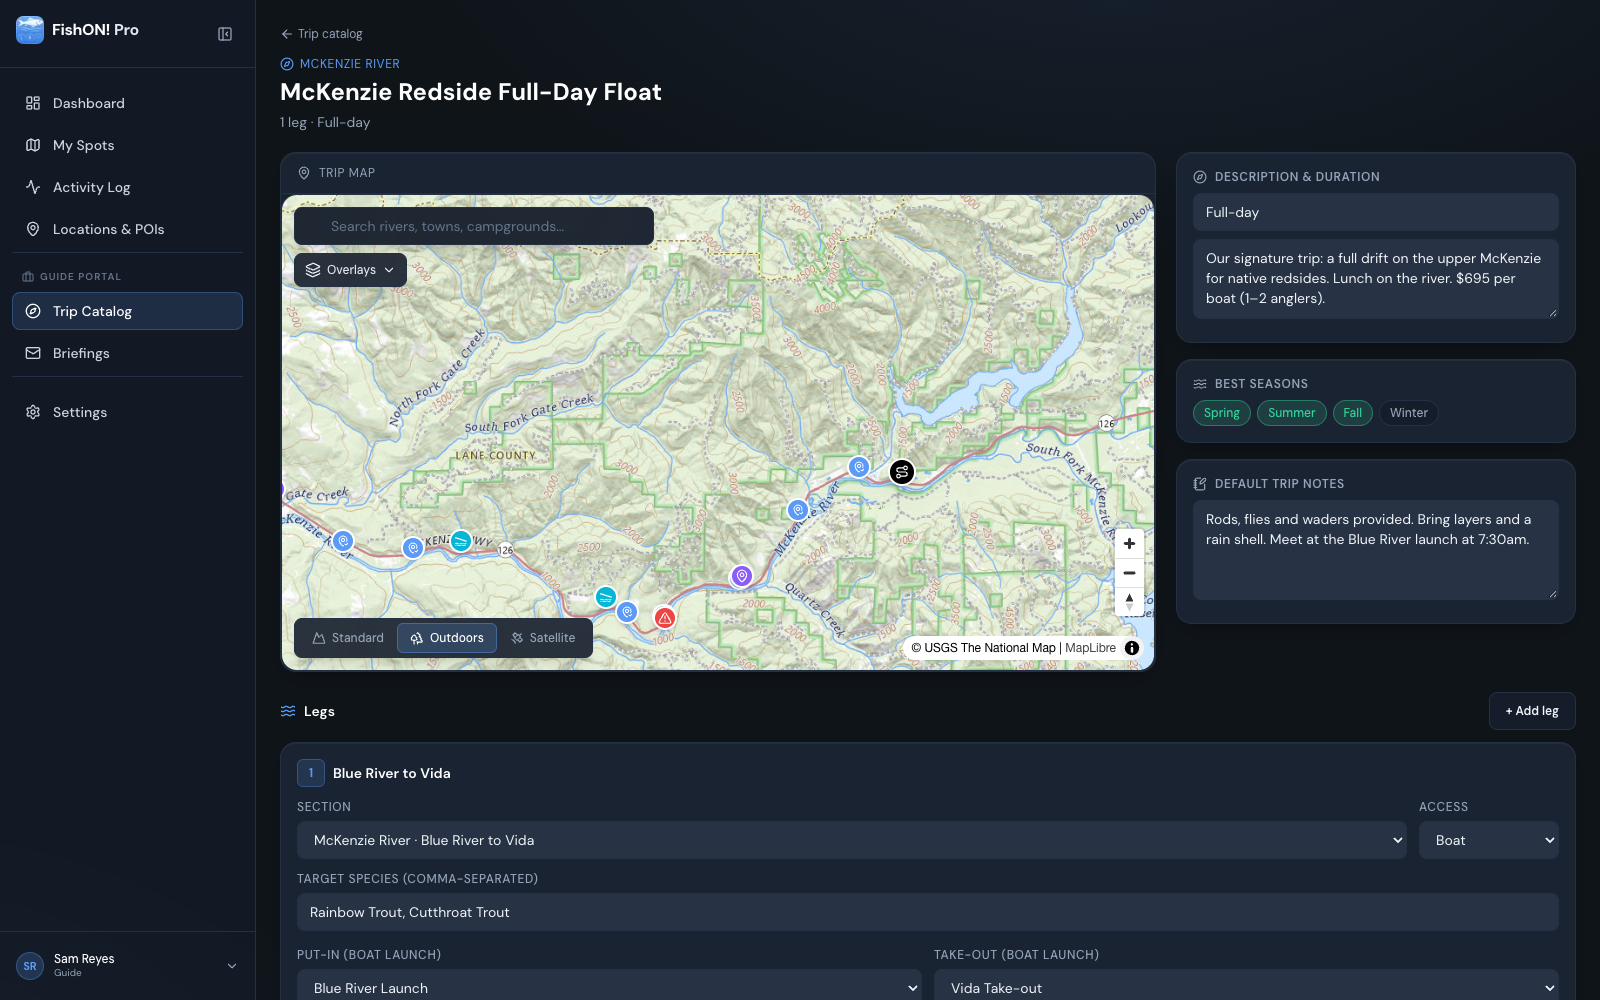 FishON! Pro
Dashboard
My Spots
Activity Log
Locations & POIs
GUIDE PORTAL
Trip Catalog
Briefings
Settings
SR
Sam Reyes
Guide
Trip catalog
MCKENZIE RIVER
McKenzie Redside Full-Day Float
1 leg · Full-day
TRIP MAP
Search rivers, towns, campgrounds...
Overlays
North Fork Gate Creek
South Fork Gate Creek
LANE COUNTY
Gate Creek
McKenzie River
South Fork McKenzie
Quartz Creek
126
126
Standard
Outdoors
Satellite
© USGS The National Map | MapLibre
DESCRIPTION & DURATION
Full-day
Our signature trip: a full drift on the upper McKenzie
for native redsides. Lunch on the river. $695 per
boat (1–2 anglers).
BEST SEASONS
Spring
Summer
Fall
Winter
DEFAULT TRIP NOTES
Rods, flies and waders provided. Bring layers and a
rain shell. Meet at the Blue River launch at 7:30am.
Legs
+ Add leg
1
Blue River to Vida
SECTION
ACCESS
McKenzie River · Blue River to Vida
Boat
TARGET SPECIES (COMMA-SEPARATED)
Rainbow Trout, Cutthroat Trout
PUT-IN (BOAT LAUNCH)
TAKE-OUT (BOAT LAUNCH)
Blue River Launch
Vida Take-out